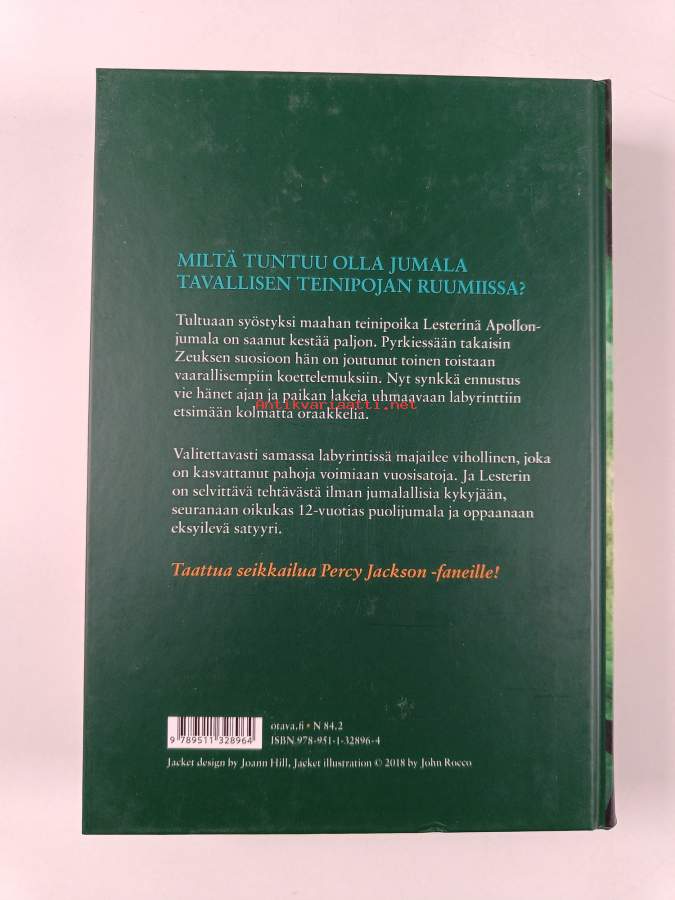 MILTÄ TUNTUU OLLA JUMALA
TAVALLISEN TEINIPOJAN RUUMIISSA?
Tultuaan syöstyksi maahan teinipoika Lesterinä Apollon-
jumala on saanut kestää paljon. Pyrkiessään takaisin
Zeuksen suosioon hän on joutunut toinen toistaan
vaarallisempiin koettelemuksiin. Nyt synkkä ennustus
vie hänet ajan ja paikan lakeja uhmaavaan labyrinttiin
antikvariaatti.net
etsimään kolmatta oraakkelia.
Valitettavasti samassa labyrintissä majailee vihollinen, joka
on kasvattanut pahoja voimiaan vuosisatoja. Ja Lesterin
on selvittävä tehtävästä ilman jumalallisia kykyjään,
seuranaan oikukas 12-vuotias puolijumala ja oppaanaan
eksyilevä satyyri.
Taattua seikkailua Percy Jackson -faneille!
otava.fi • N 84.2
9 789511 328964
ISBN 978-951-1-32896-4
Jacket design by Joann Hill, Jacket illustration © 2018 by John Rocco